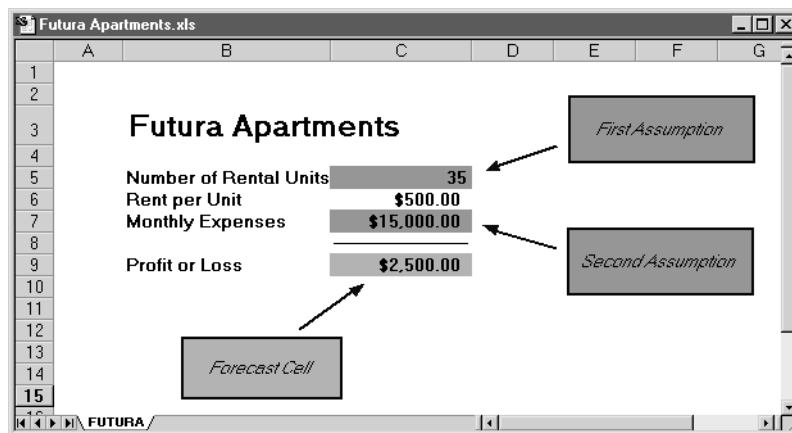 Futura Apartments.xls
A B C D E F G
1
2
3 Futura Apartments First Assumption
4
5 Number of Rental Units 35
6 Rent per Unit $500.00
7 Monthly Expenses $15,000.00
8
9 Profit or Loss $2,500.00 Second Assumption
10
11
12
13
14 Forecast Cell
15
16
FUTURA